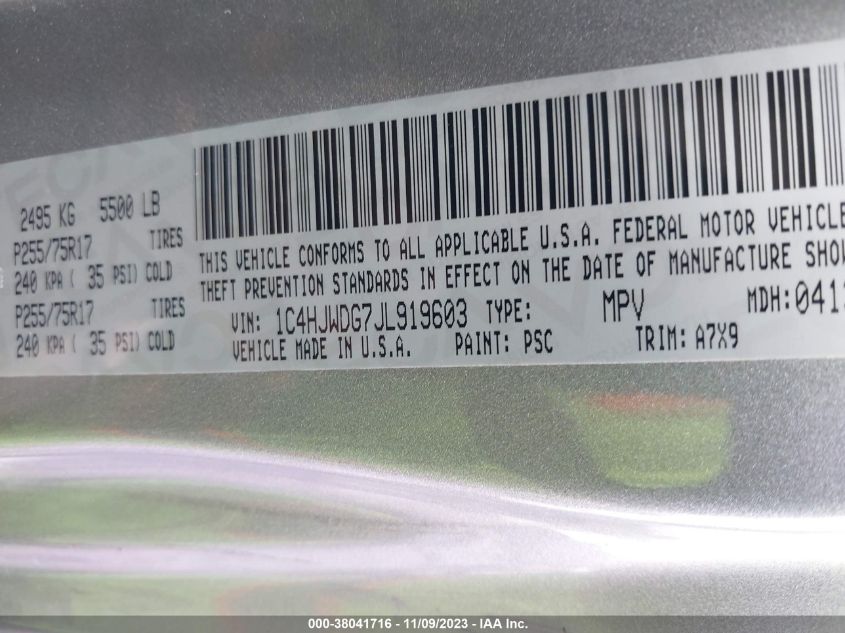 2495 KG 5500 LB
P255/75R17 TIRES
240 KPA ( 35 PSI) COLD
P255/75R17 TIRES
240 KPA ( 35 PSI) COLD
THIS VEHICLE CONFORMS TO ALL APPLICABLE U.S.A. FEDERAL MOTOR VEHICLE
THEFT PREVENTION STANDARDS IN EFFECT ON THE DATE OF MANUFACTURE SHOW
VIN: 1C4HJWDG7JL919603 TYPE: MPV MDH:041
VEHICLE MADE IN U.S.A. PAINT: PSC TRIM: A7X9
000-38041716 - 11/09/2023 - IAA Inc.